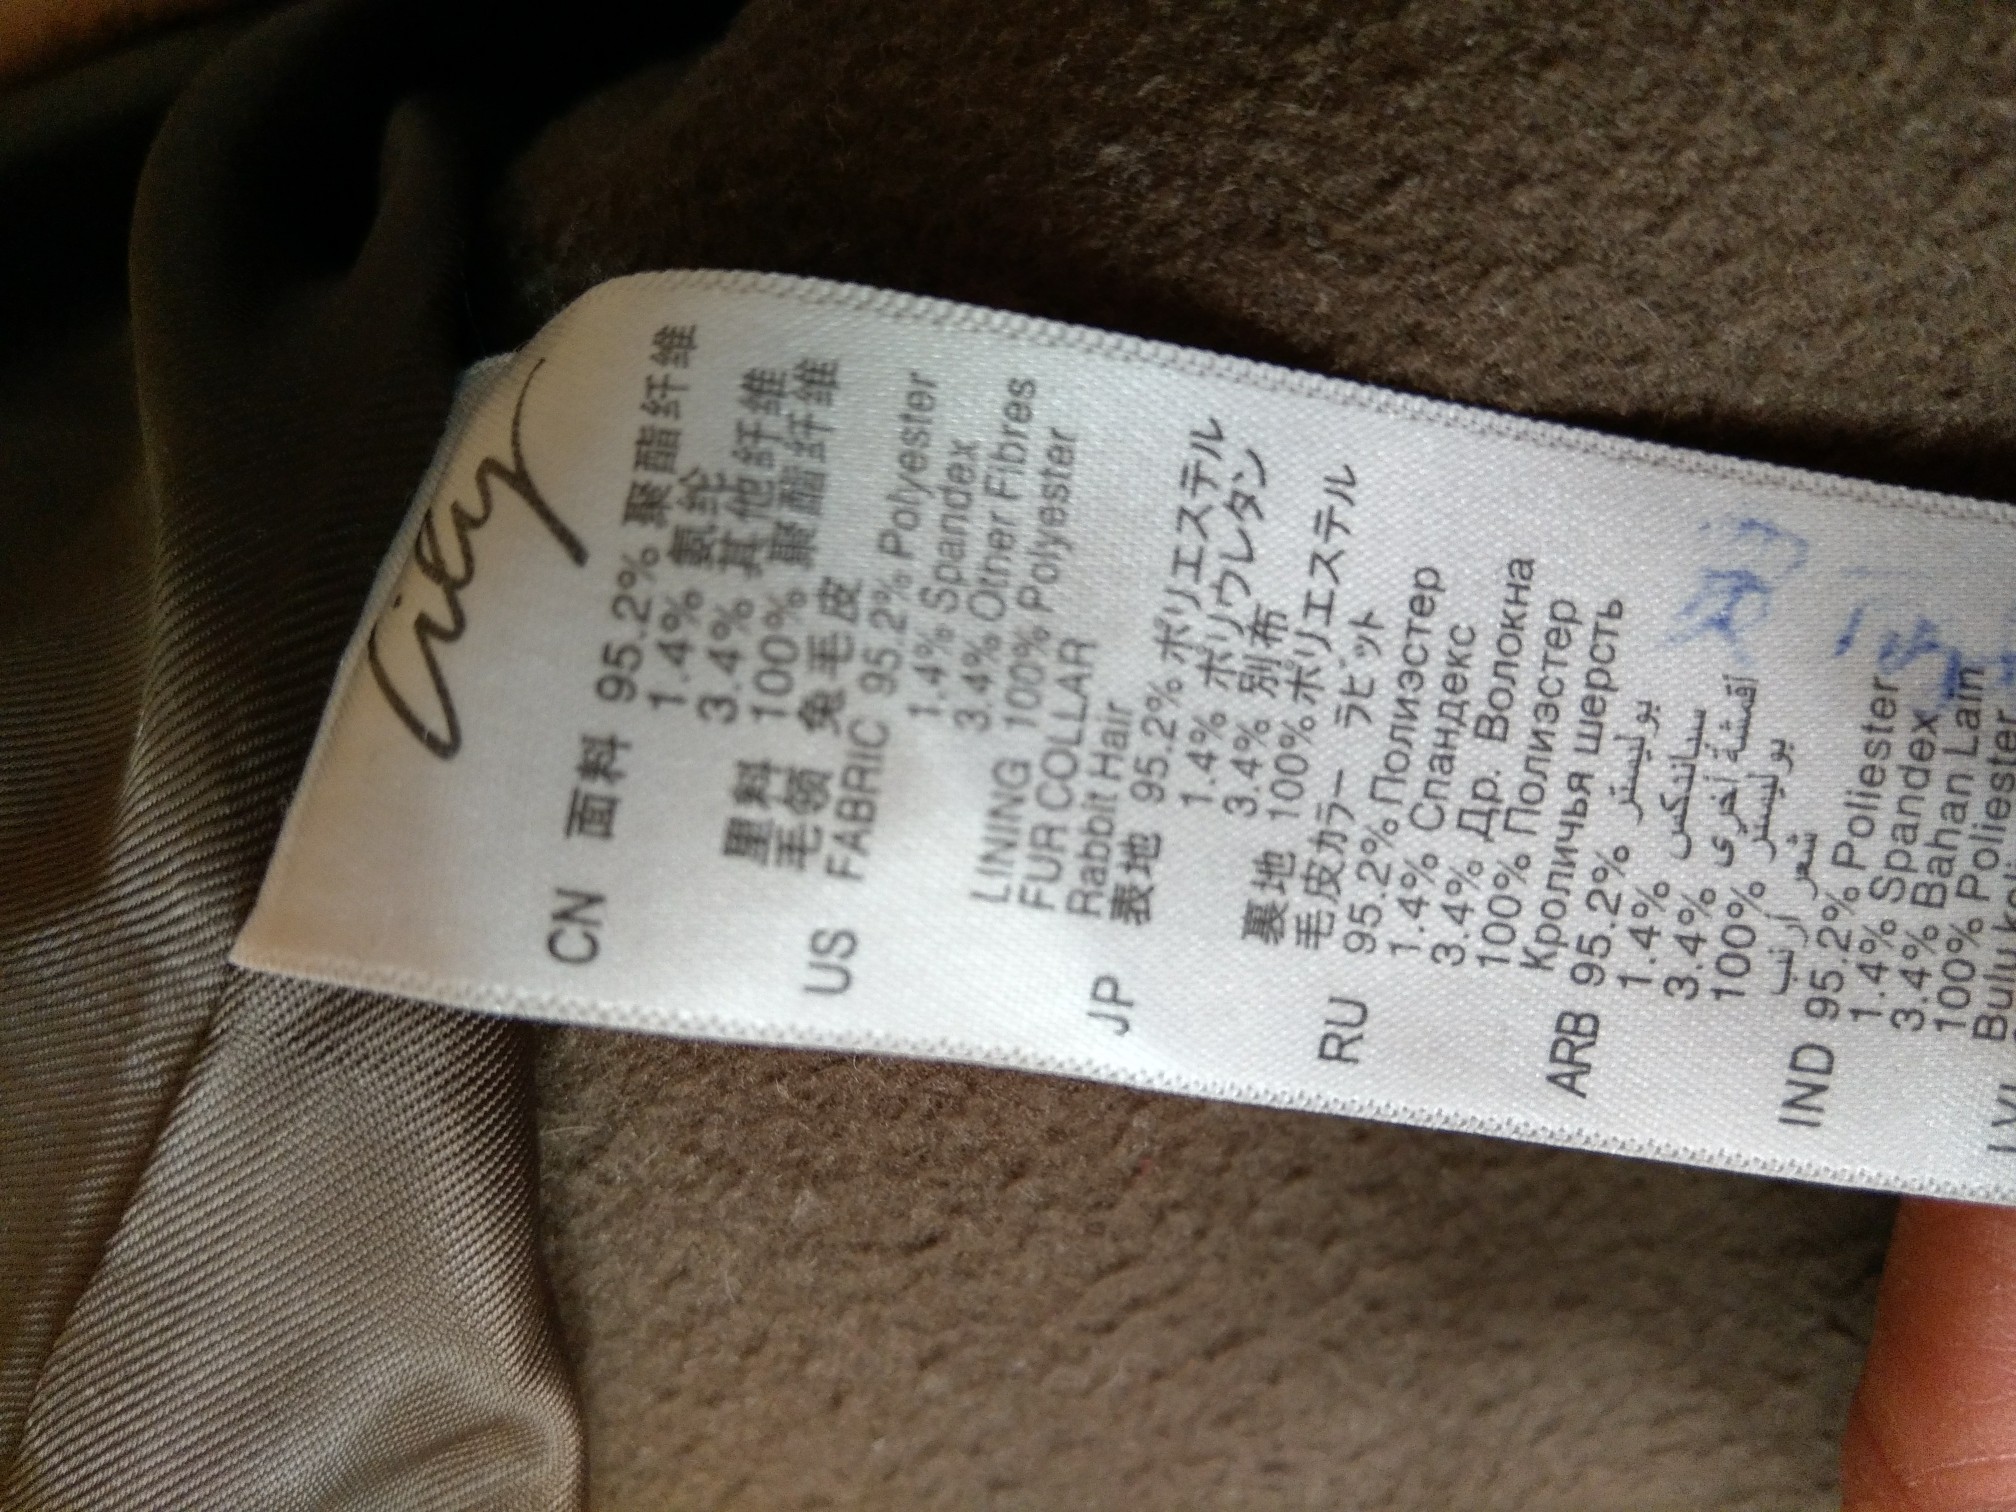 CN 面料 95.2% 聚酯纤维
1.4% 氨纶
3.4% 其他纤维
里料 100% 聚酯纤维
毛领 兔毛皮
US FABRIC 95.2% Polyester
1.4% Spandex
3.4% Other Fibres
LINING 100% Polyester
FUR COLLAR
Rabbit Hair
JP 表地 95.2% ポリエステル
1.4% ポリウレタン
3.4% 別布
裏地 100% ポリエステル
毛皮カラー ラビット
RU 95.2% Полиэстер
1.4% Спандекс
3.4% Др. Волокна
100% Полиэстер
Кроличья шерсть
ARB 95.2% بوليستر
1.4% سباندكس
3.4% أقمشة أخرى
100% بوليستر
شعر أرنب
IND 95.2% Poliester
1.4% Spandex
3.4% Bahan Lain
100% Poliester